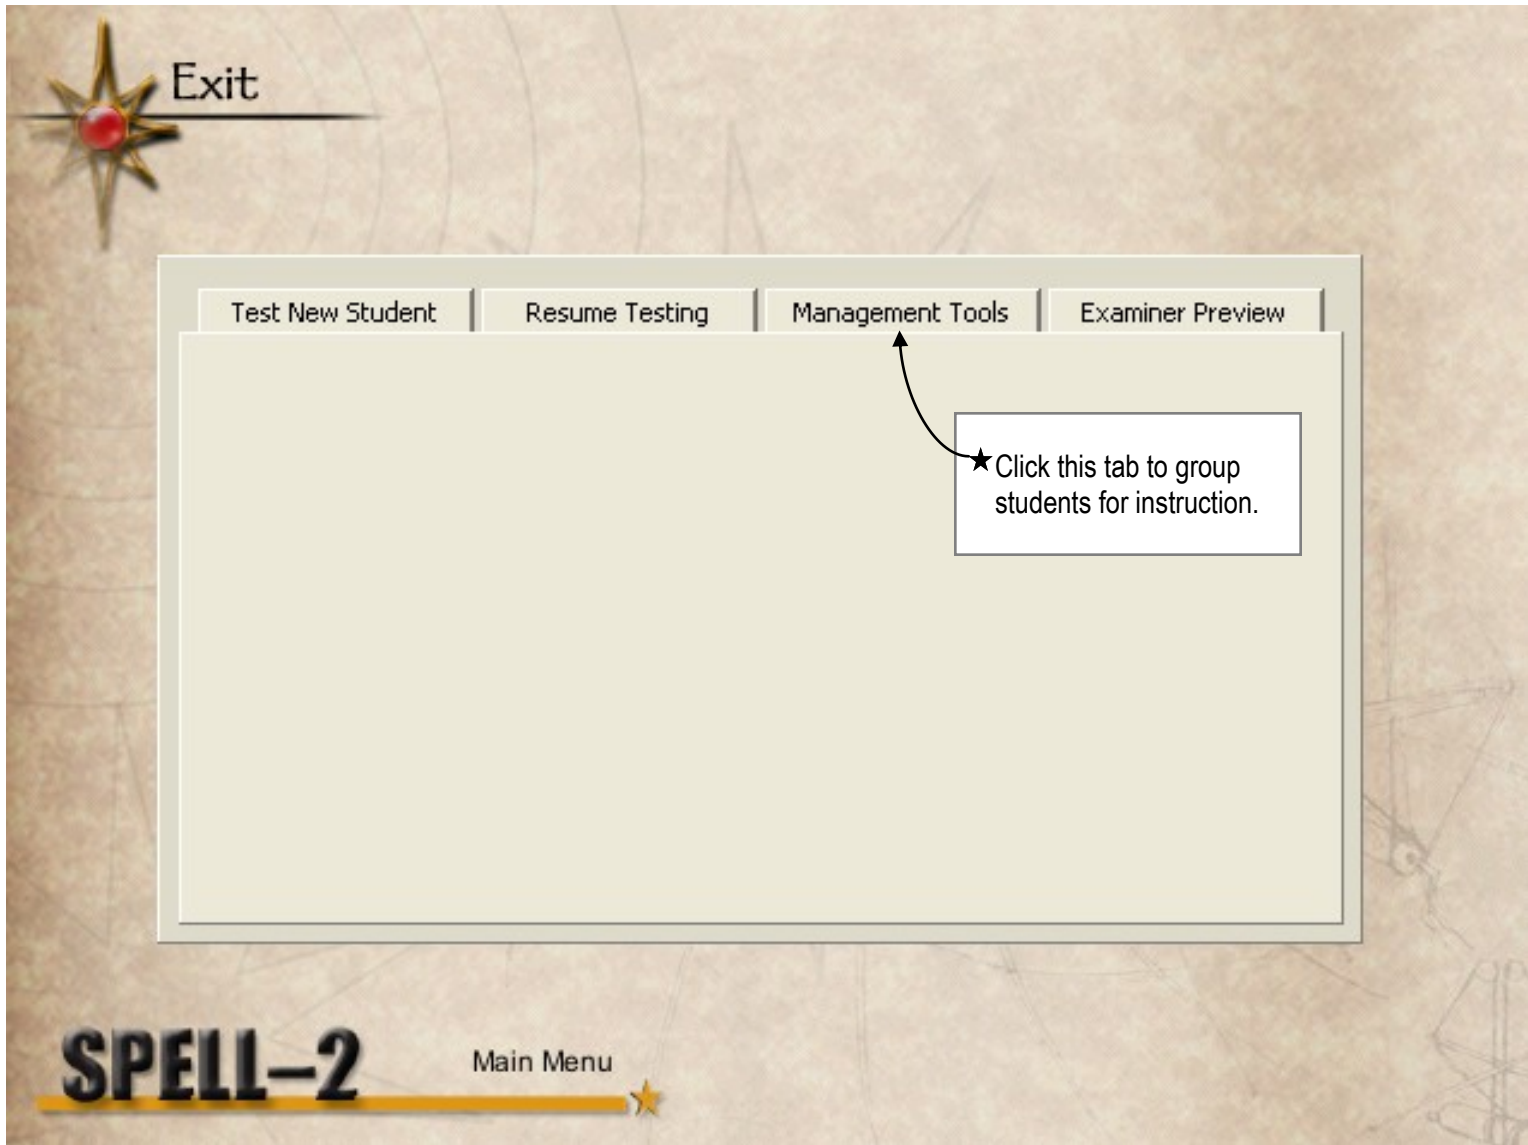 Exit
Test New Student
Resume Testing
Management Tools
Examiner Preview
★Click this tab to group
students for instruction.
SPELL–2
Main Menu